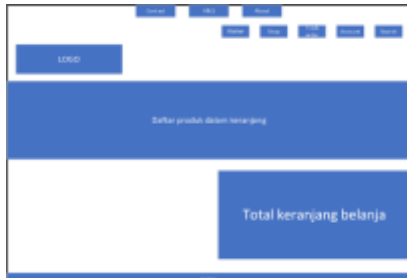 Contact
FAQ
About
Home
Shop
Account
Search
LOGO
Daftar produk dalam keranjang
Total keranjang belanja